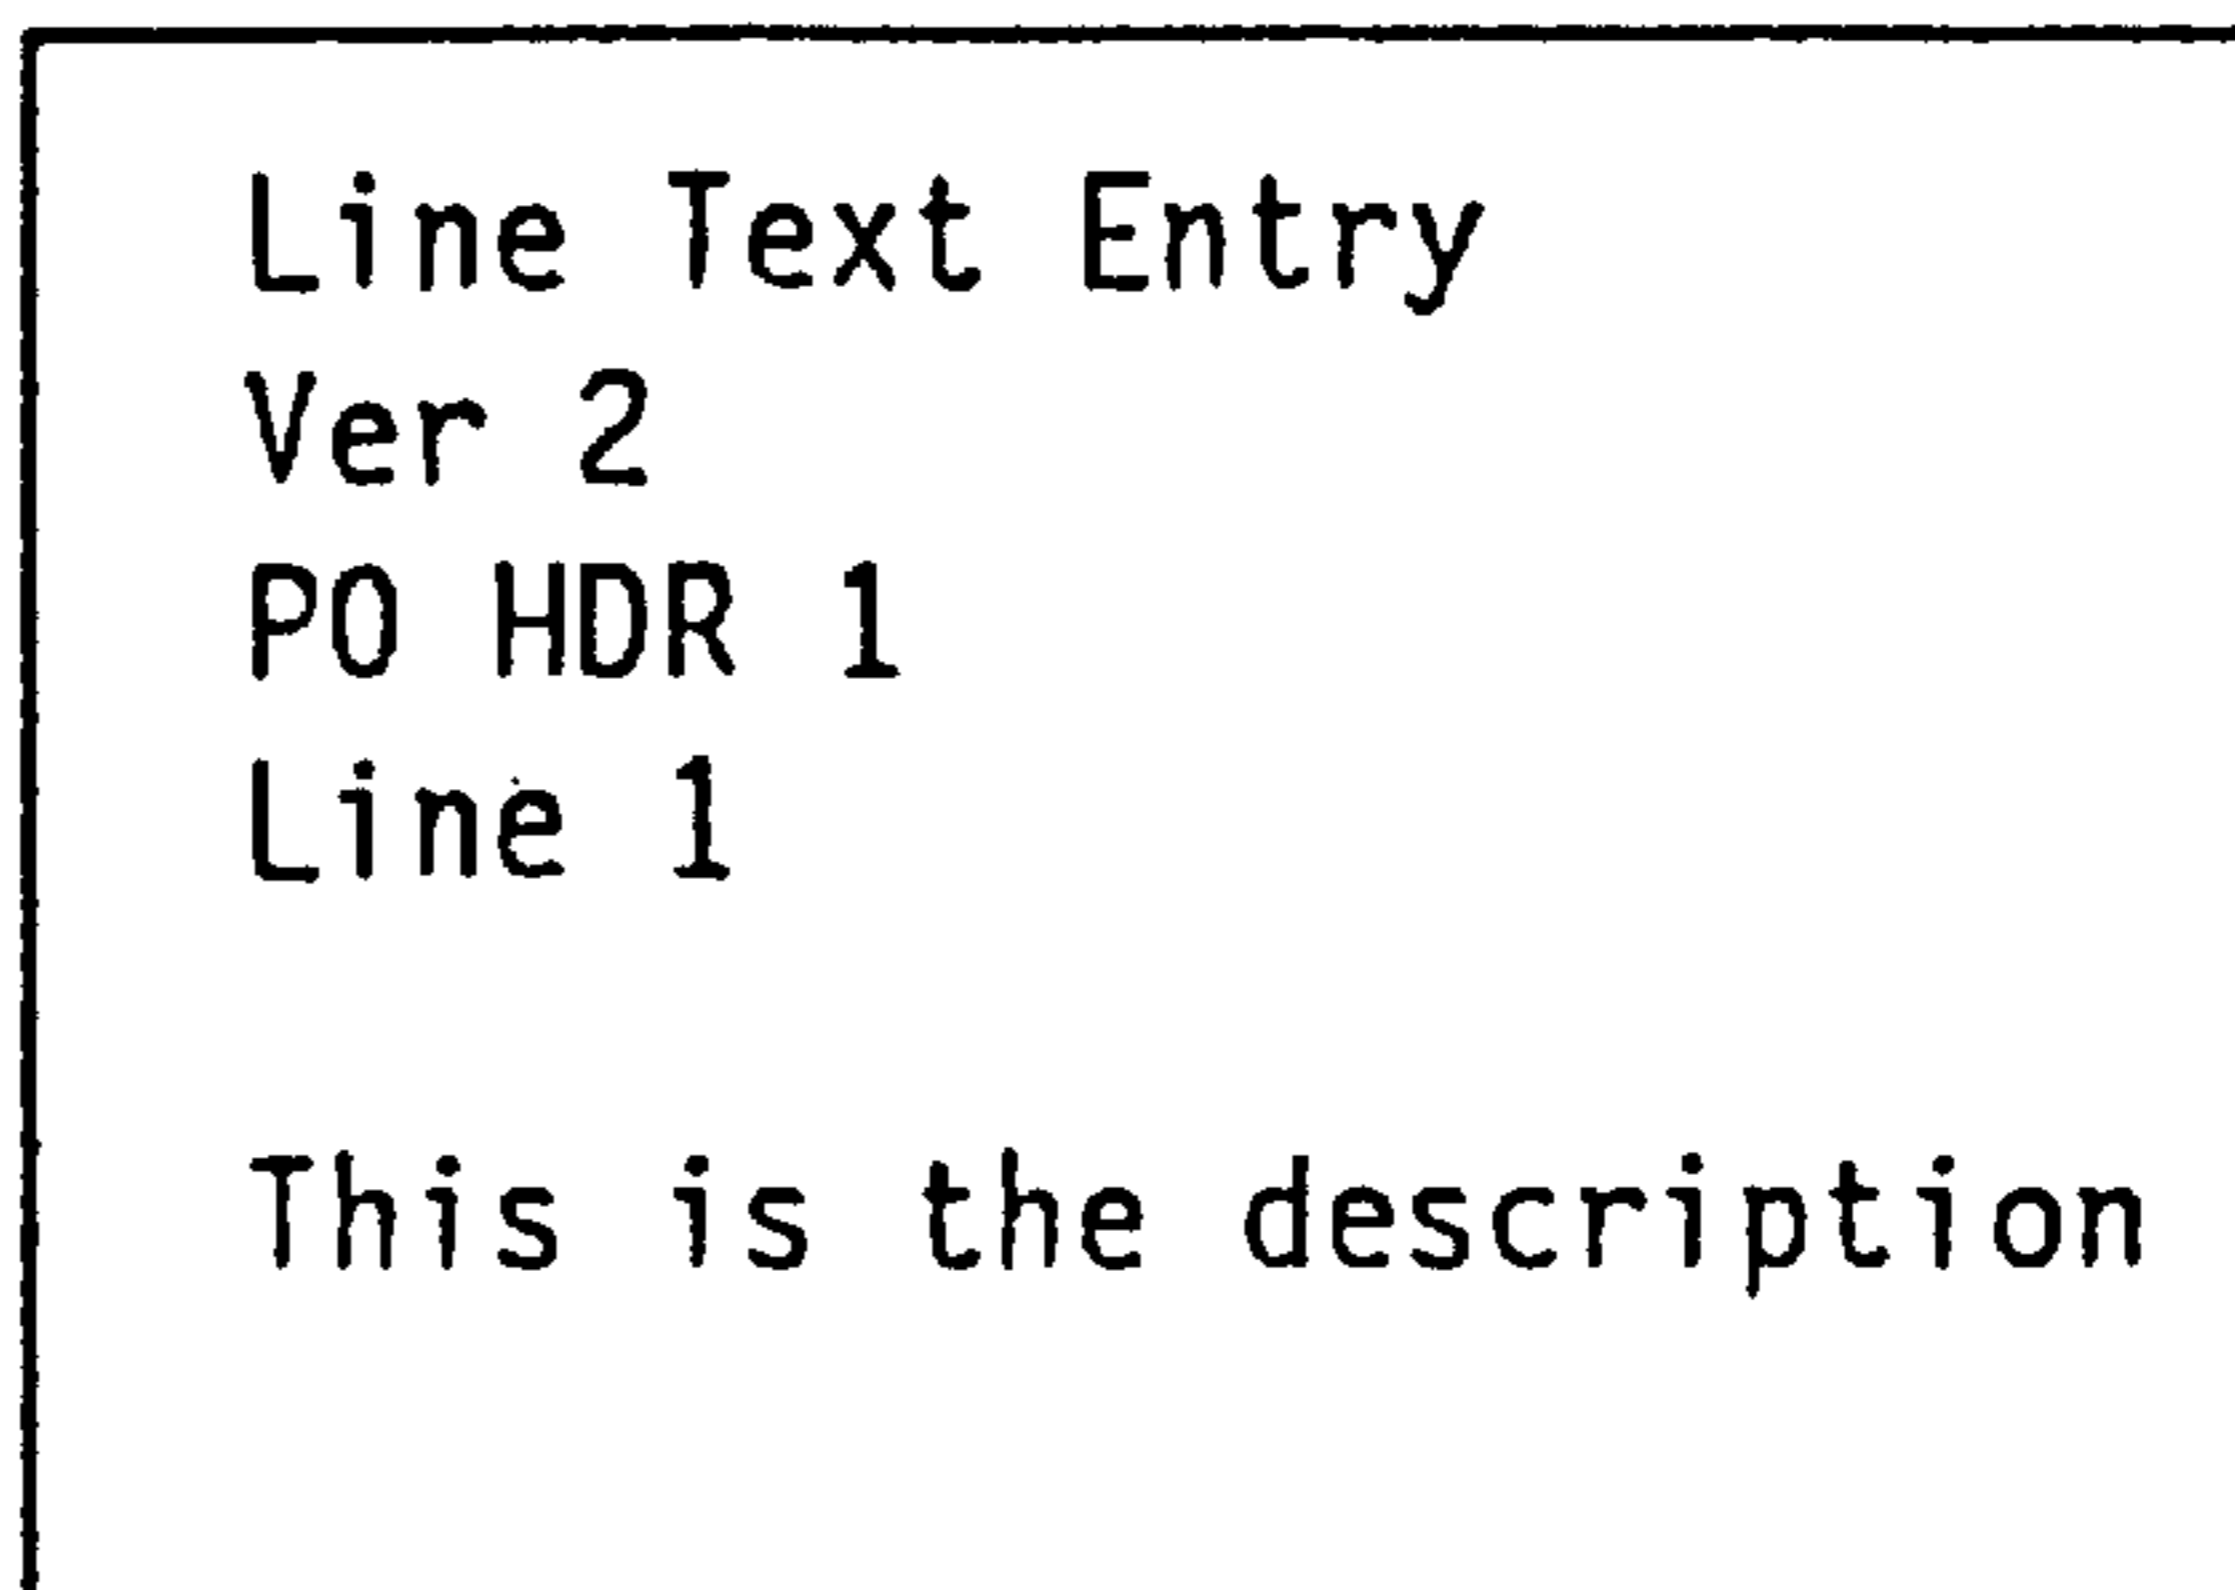 Line Text Entry
Ver 2
PO HDR 1
Line 1
This is the description